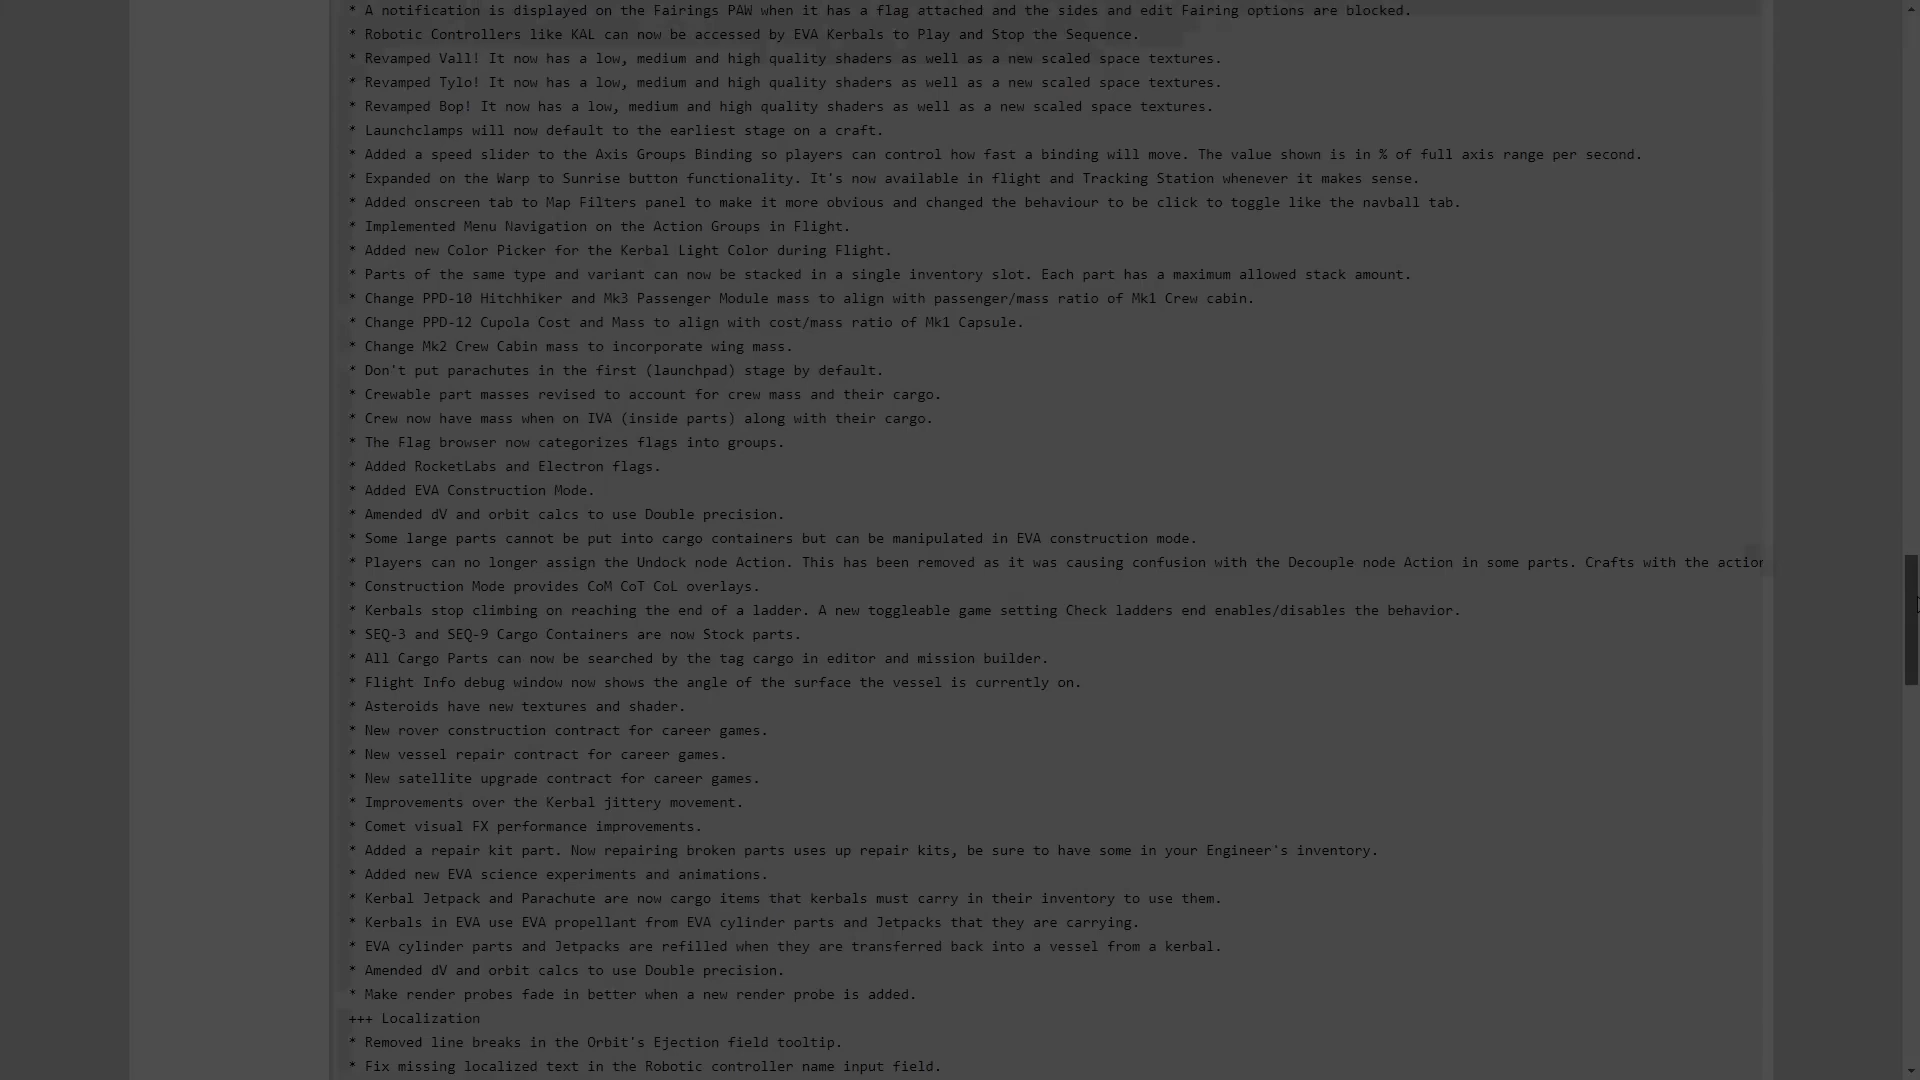 * A notification is displayed on the Fairings PAW when it has a flag attached and the sides and edit Fairing options are blocked.
* Robotic Controllers like KAL can now be accessed by EVA Kerbals to Play and Stop the Sequence.
* Revamped Vall! It now has a low, medium and high quality shaders as well as a new scaled space textures.
* Revamped Tylo! It now has a low, medium and high quality shaders as well as a new scaled space textures.
* Revamped Bop! It now has a low, medium and high quality shaders as well as a new scaled space textures.
* Launchclamps will now default to the earliest stage on a craft.
* Added a speed slider to the Axis Groups Binding so players can control how fast a binding will move. The value shown is in % of full axis range per second.
* Expanded on the Warp to Sunrise button functionality. It's now available in flight and Tracking Station whenever it makes sense.
* Added onscreen tab to Map Filters panel to make it more obvious and changed the behaviour to be click to toggle like the navball tab.
* Implemented Menu Navigation on the Action Groups in Flight.
* Added new Color Picker for the Kerbal Light Color during Flight.
* Parts of the same type and variant can now be stacked in a single inventory slot. Each part has a maximum allowed stack amount.
* Change PPD-10 Hitchhiker and Mk3 Passenger Module mass to align with passenger/mass ratio of Mk1 Crew cabin.
* Change PPD-12 Cupola Cost and Mass to align with cost/mass ratio of Mk1 Capsule.
* Change Mk2 Crew Cabin mass to incorporate wing mass.
* Don't put parachutes in the first (launchpad) stage by default.
* Crewable part masses revised to account for crew mass and their cargo.
* Crew now have mass when on IVA (inside parts) along with their cargo.
* The Flag browser now categorizes flags into groups.
* Added RocketLabs and Electron flags.
* Added EVA Construction Mode.
* Amended dV and orbit calcs to use Double precision.
* Some large parts cannot be put into cargo containers but can be manipulated in EVA construction mode.
* Players can no longer assign the Undock node Action. This has been removed as it was causing confusion with the Decouple node Action in some parts. Crafts with the action
* Construction Mode provides CoM CoT CoL overlays.
* Kerbals stop climbing on reaching the end of a ladder. A new toggleable game setting Check ladders end enables/disables the behavior.
* SEQ-3 and SEQ-9 Cargo Containers are now Stock parts.
* All Cargo Parts can now be searched by the tag cargo in editor and mission builder.
* Flight Info debug window now shows the angle of the surface the vessel is currently on.
* Asteroids have new textures and shader.
* New rover construction contract for career games.
* New vessel repair contract for career games.
* New satellite upgrade contract for career games.
* Improvements over the Kerbal jittery movement.
* Comet visual FX performance improvements.
* Added a repair kit part. Now repairing broken parts uses up repair kits, be sure to have some in your Engineer's inventory.
* Added new EVA science experiments and animations.
* Kerbal Jetpack and Parachute are now cargo items that kerbals must carry in their inventory to use them.
* Kerbals in EVA use EVA propellant from EVA cylinder parts and Jetpacks that they are carrying.
* EVA cylinder parts and Jetpacks are refilled when they are transferred back into a vessel from a kerbal.
* Amended dV and orbit calcs to use Double precision.
* Make render probes fade in better when a new render probe is added.
+++ Localization
* Removed line breaks in the Orbit's Ejection field tooltip.
* Fix missing localized text in the Robotic controller name input field.